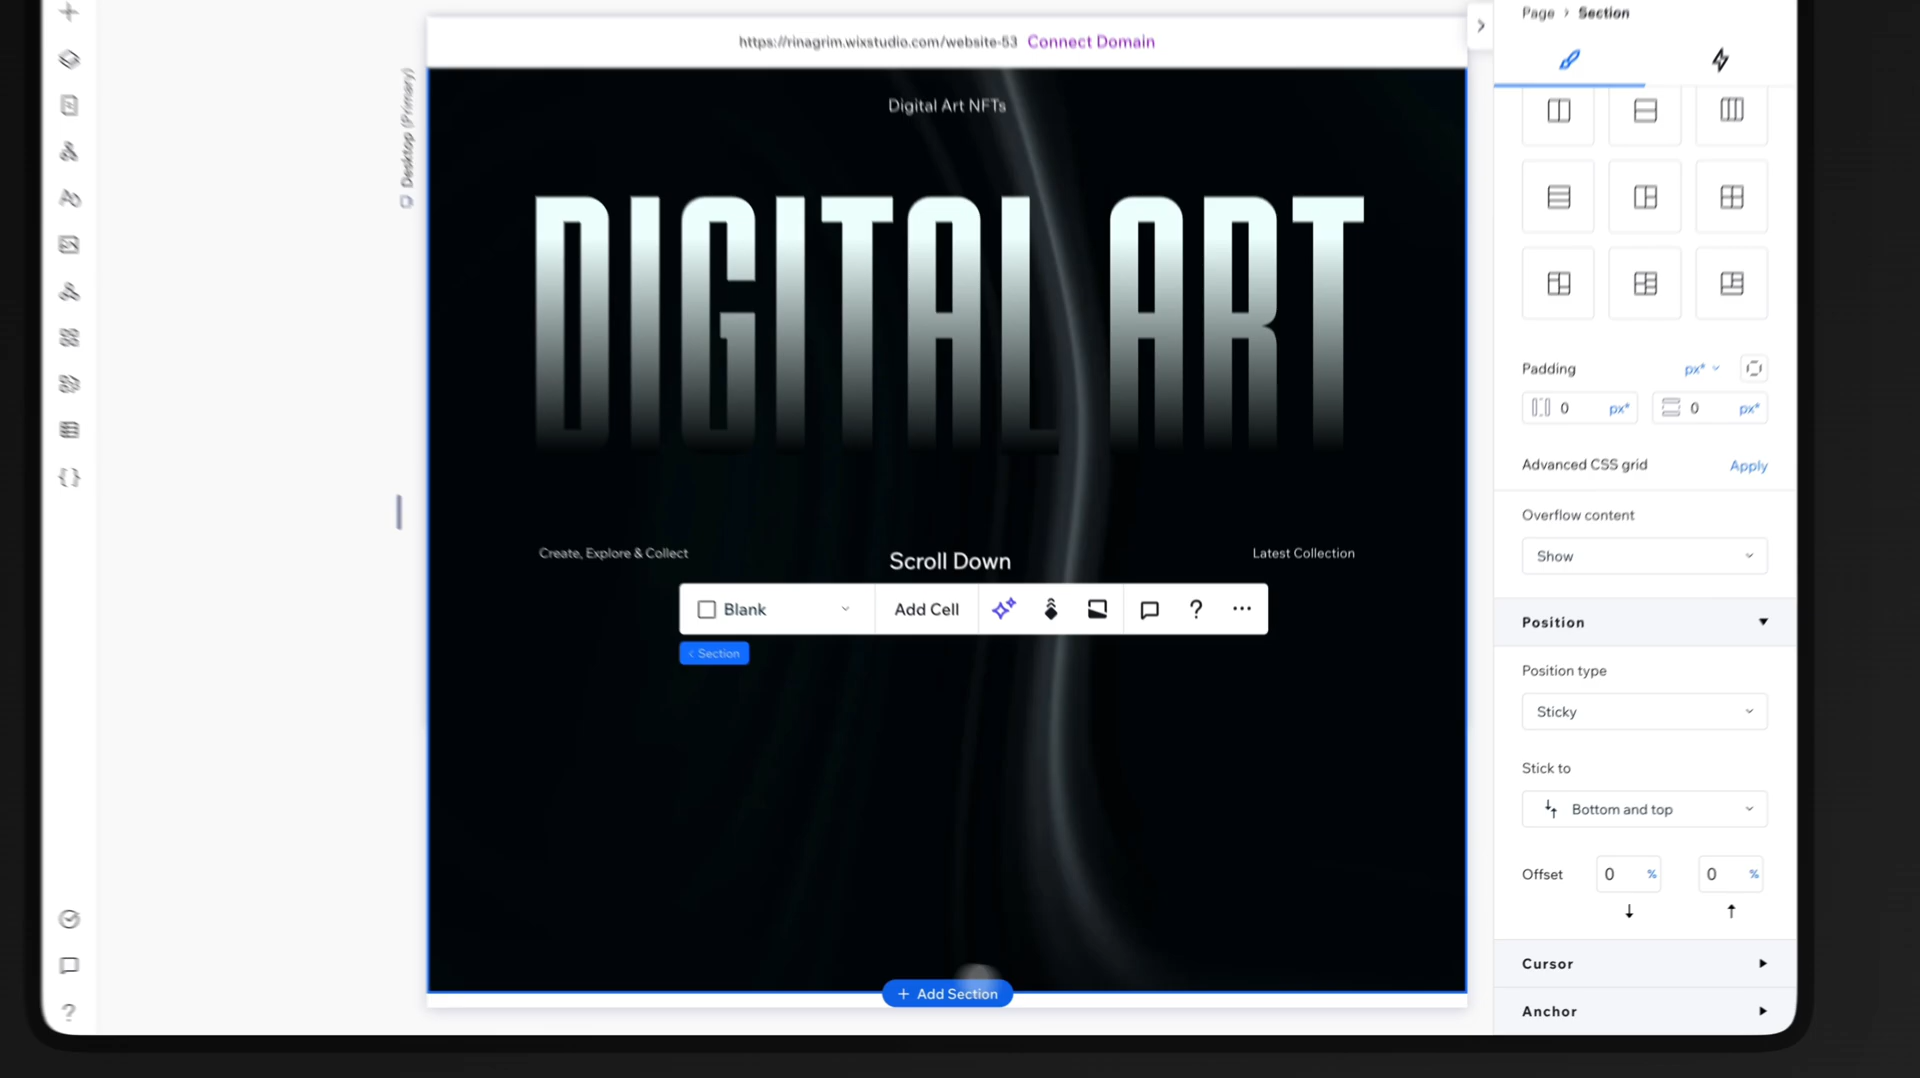 Page › Section
https://rinagrim.wixstudio.com/website-53 Connect Domain
Desktop (Primary)
Digital Art NFTs
DIGITAL ART
Create, Explore & Collect
Scroll Down
Latest Collection
Blank
Add Cell
?
...
< Section
+ Add Section
Padding
px*
0 px*
0 px*
Advanced CSS grid
Apply
Overflow content
Show
Position
Position type
Sticky
Stick to
Bottom and top
Offset
0 %
0 %
Cursor
Anchor
?